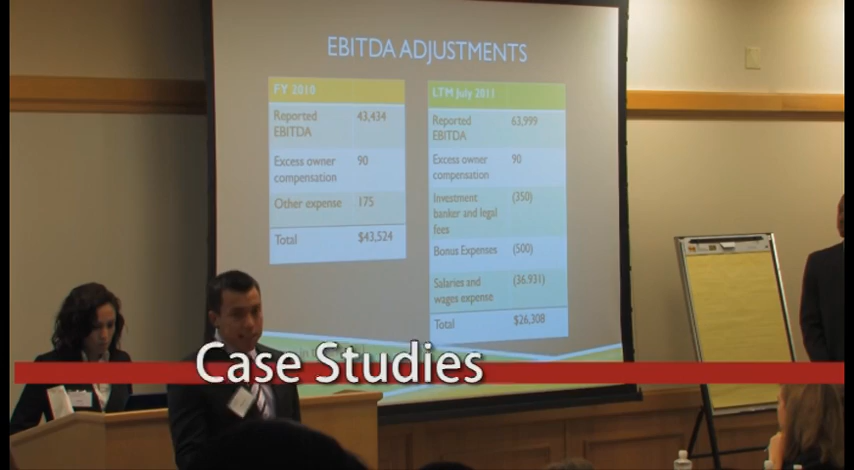 EBITDA ADJUSTMENTS
FY 2010
Reported 43,434
EBITDA
Excess owner 90
compensation
Other expense 175
Total $43,524
LTM July 2011
Reported 63,999
EBITDA
Excess owner 90
compensation
Investment (350)
banker and legal
fees
Bonus Expenses (500)
Salaries and (36,931)
wages expense
Total $26,308
Case Studies